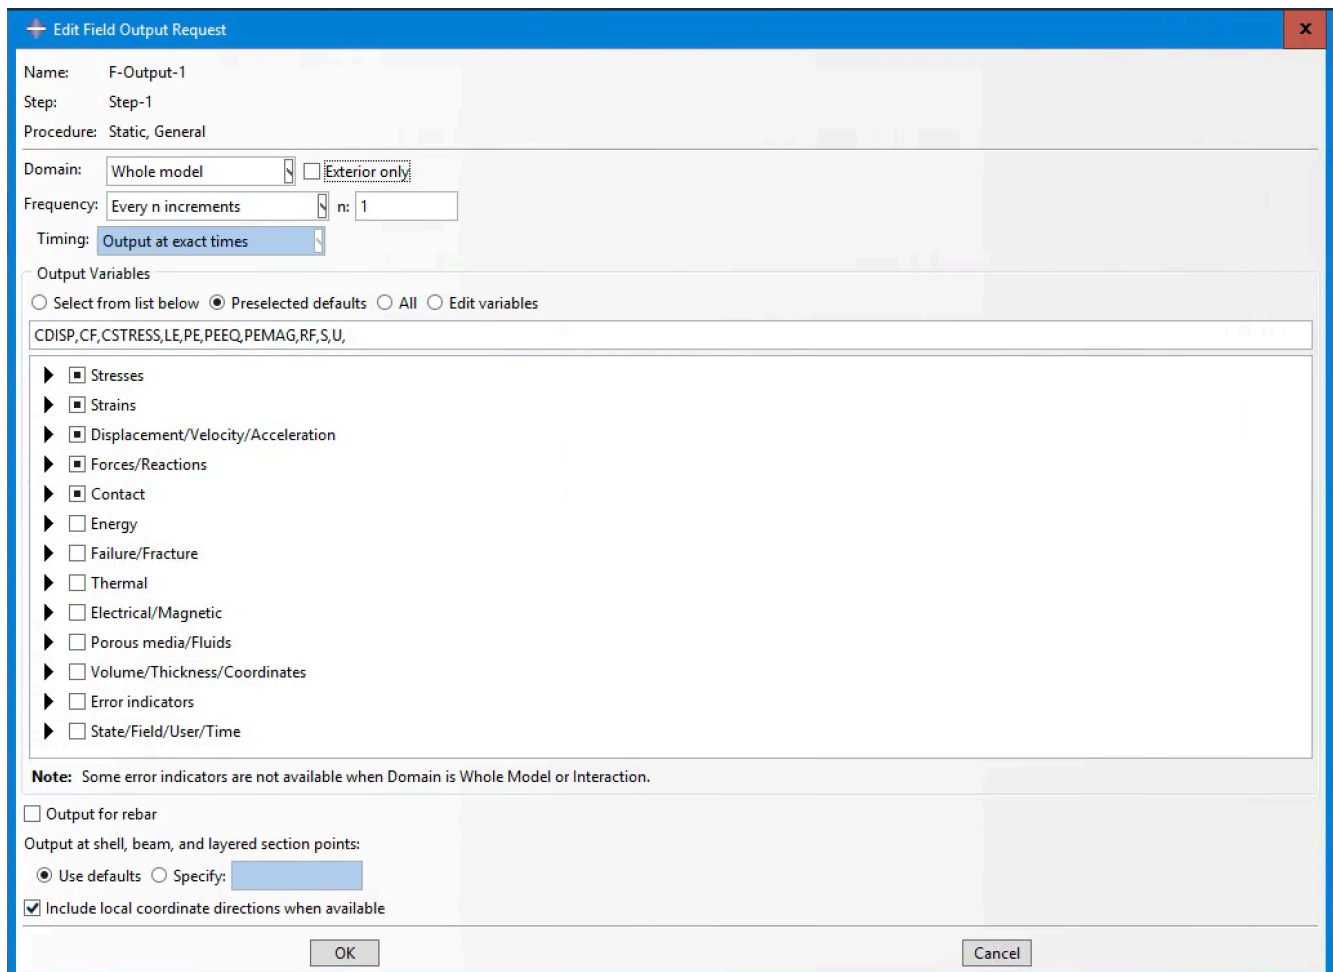 Edit Field Output Request
x
Name: F-Output-1
Step: Step-1
Procedure: Static, General
Domain: Whole model Exterior only
Frequency: Every n increments n: 1
Timing: Output at exact times
Output Variables
Select from list below Preselected defaults All Edit variables
CDISP,CF,CSTRESS,LE,PE,PEEQ,PEMAG,RF,S,U,
Stresses
Strains
Displacement/Velocity/Acceleration
Forces/Reactions
Contact
Energy
Failure/Fracture
Thermal
Electrical/Magnetic
Porous media/Fluids
Volume/Thickness/Coordinates
Error indicators
State/Field/User/Time
Note: Some error indicators are not available when Domain is Whole Model or Interaction.
Output for rebar
Output at shell, beam, and layered section points:
Use defaults Specify:
Include local coordinate directions when available
OK Cancel